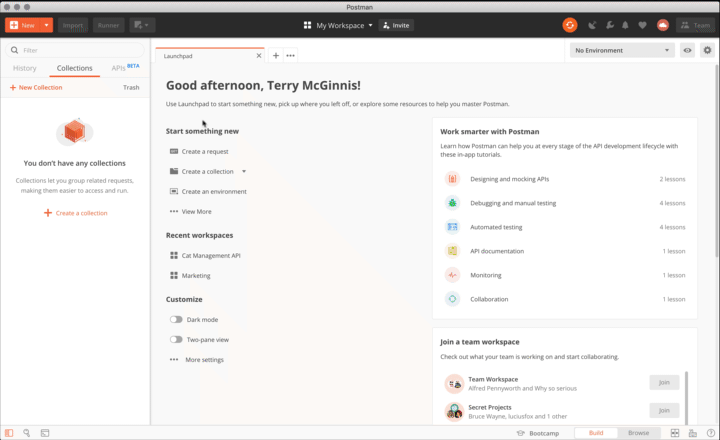 Postman
New
Import
Runner
My Workspace
Invite
Team
Filter
History
Collections
APIs BETA
New Collection
Trash
You don't have any collections
Collections let you group related requests,
making them easier to access and run.
Create a collection
Launchpad
No Environment
Good afternoon, Terry McGinnis!
Use Launchpad to start something new, pick up where you left off, or explore some resources to help you master Postman.
Start something new
Create a request
Create a collection
Create an environment
View More
Recent workspaces
Cat Management API
Marketing
Customize
Dark mode
Two-pane view
More settings
Work smarter with Postman
Learn how Postman can help you at every stage of the API development lifecycle with
these in-app tutorials.
Designing and mocking APIs 2 lessons
Debugging and manual testing 4 lessons
Automated testing 4 lessons
API documentation 1 lesson
Monitoring 1 lesson
Collaboration 1 lesson
Join a team workspace
Check out what your team is working on and start collaborating.
Team Workspace
Alfred Pennyworth and Why so serious
Join
Secret Projects
Bruce Wayne, luciusfox and 1 other
Join
Bootcamp
Build
Browse